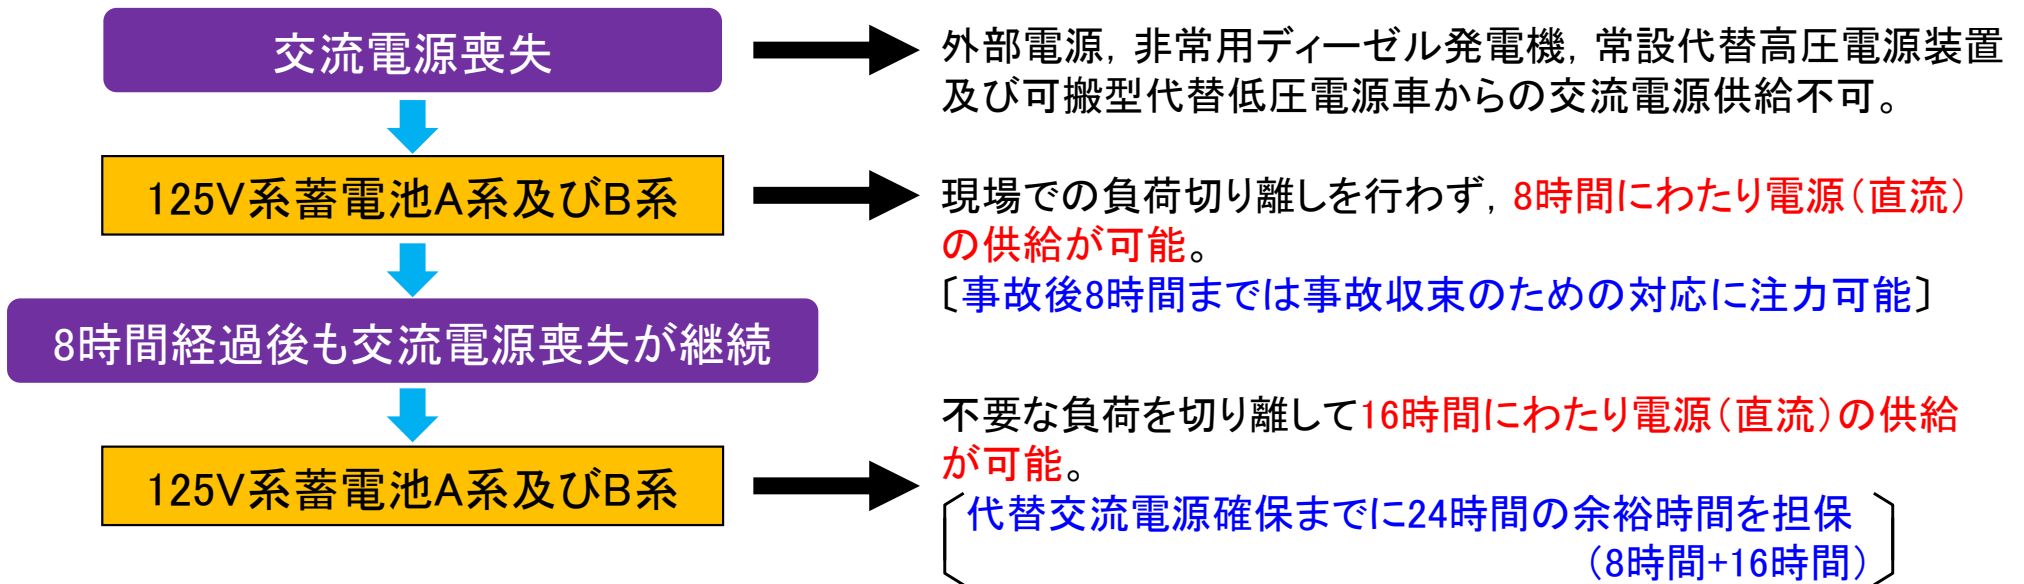 交流電源喪失
外部電源，非常用ディーゼル発電機，常設代替高圧電源装置
及び可搬型代替低圧電源車からの交流電源供給不可。
125V系蓄電池A系及びB系
現場での負荷切り離しを行わず，8時間にわたり電源（直流）
の供給が可能。
〔事故後8時間までは事故収束のための対応に注力可能〕
8時間経過後も交流電源喪失が継続
125V系蓄電池A系及びB系
不要な負荷を切り離して16時間にわたり電源（直流）の供給
が可能。
代替交流電源確保までに24時間の余裕時間を担保
（8時間+16時間）